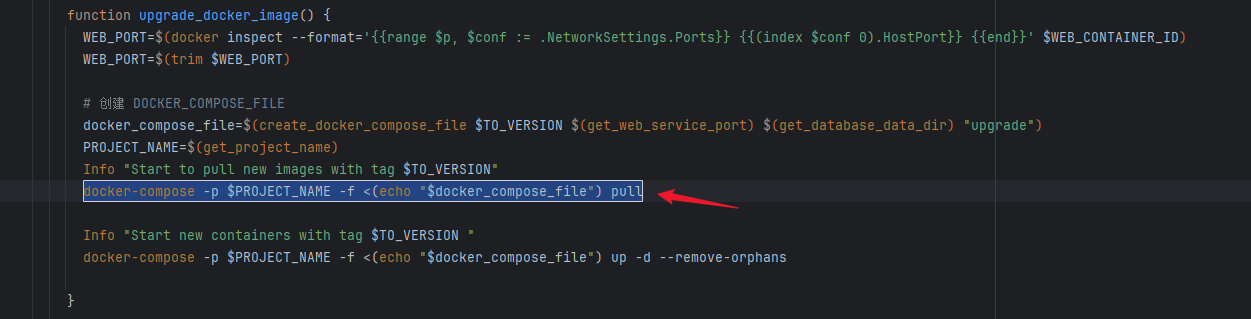 function upgrade_docker_image() {
WEB_PORT=$(docker inspect --format='{{range $p, $conf := .NetworkSettings.Ports}} {{(index $conf 0).HostPort}} {{end}}' $WEB_CONTAINER_ID)
WEB_PORT=$(trim $WEB_PORT)
# 创建 DOCKER_COMPOSE_FILE
docker_compose_file=$(create_docker_compose_file $TO_VERSION $(get_web_service_port) $(get_database_data_dir) "upgrade")
PROJECT_NAME=$(get_project_name)
Info "Start to pull new images with tag $TO_VERSION"
docker-compose -p $PROJECT_NAME -f <(echo "$docker_compose_file") pull
Info "Start new containers with tag $TO_VERSION "
docker-compose -p $PROJECT_NAME -f <(echo "$docker_compose_file") up -d --remove-orphans
}